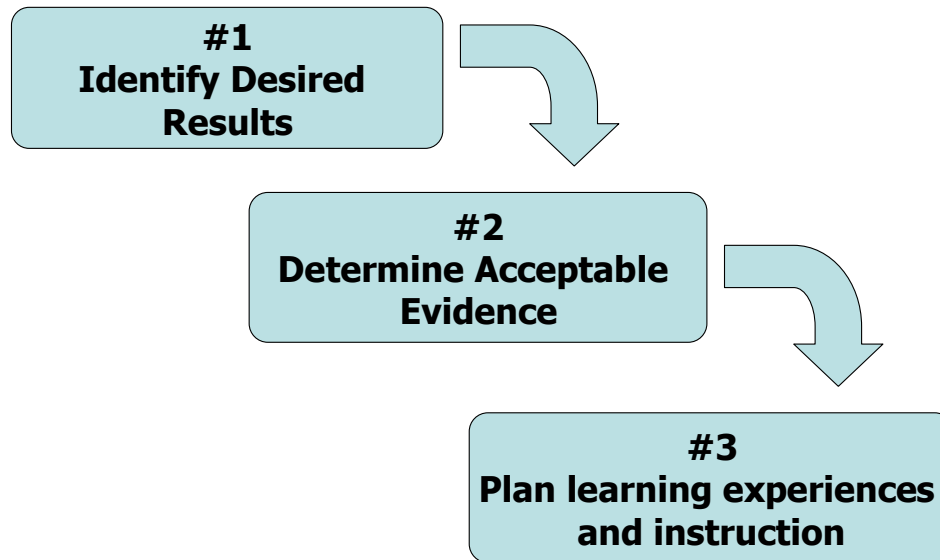 #1
Identify Desired
Results
#2
Determine Acceptable
Evidence
#3
Plan learning experiences
and instruction